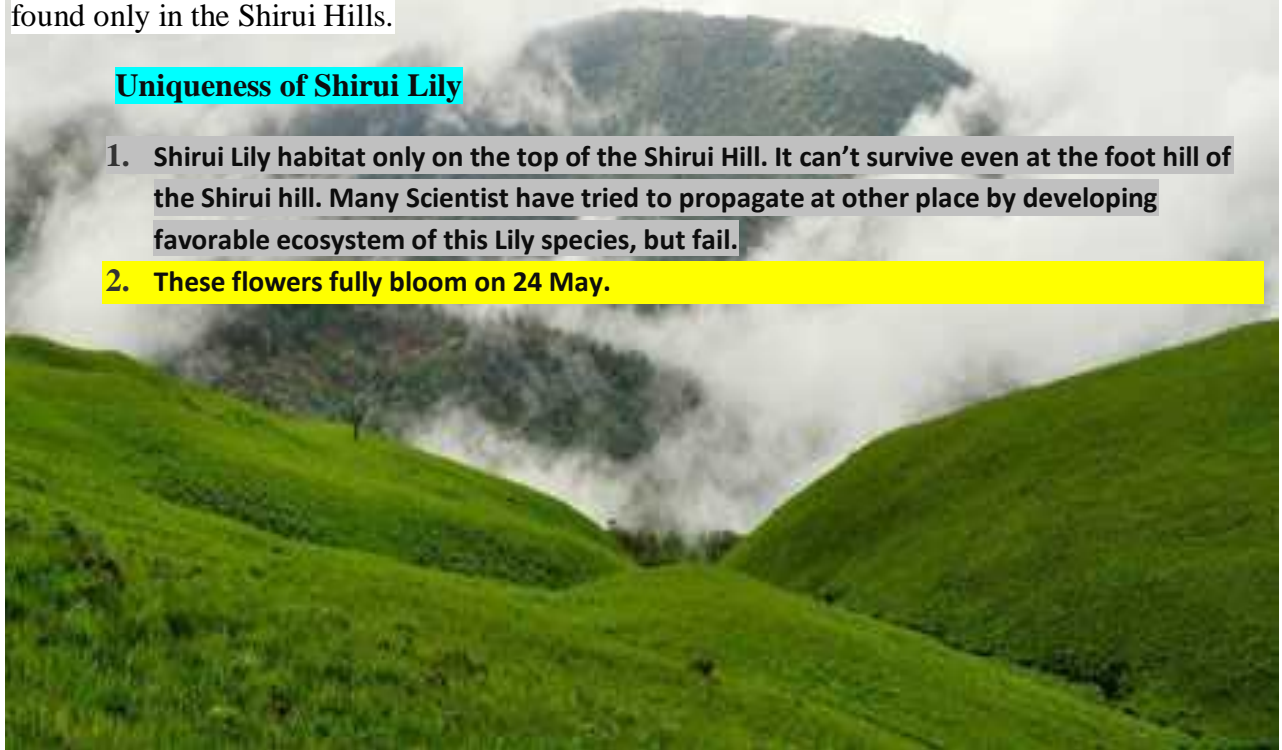 found only in the Shirui Hills.
Uniqueness of Shirui Lily
1. Shirui Lily habitat only on the top of the Shirui Hill. It can’t survive even at the foot hill of
the Shirui hill. Many Scientist have tried to propagate at other place by developing
favorable ecosystem of this Lily species, but fail.
2. These flowers fully bloom on 24 May.